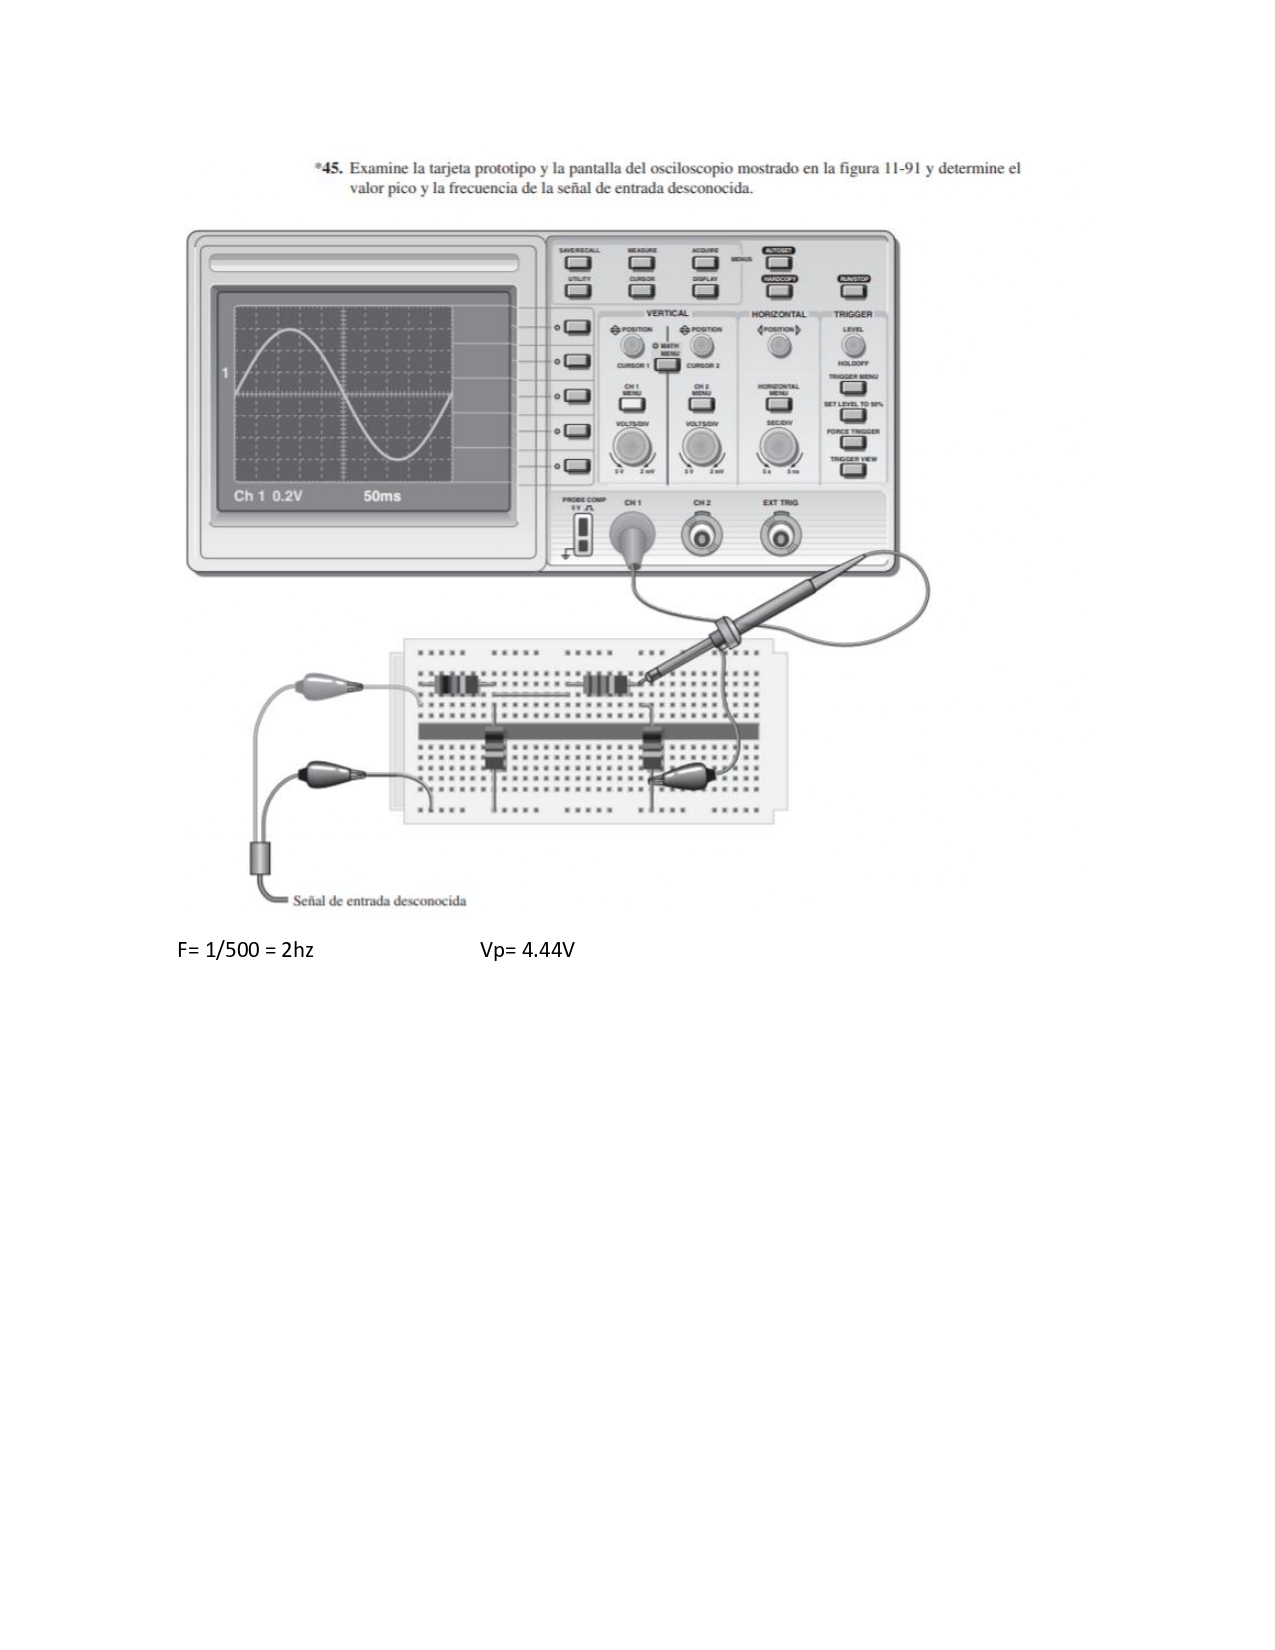 *45. Examine la tarjeta prototipo y la pantalla del osciloscopio mostrado en la figura 11-91 y determine el
valor pico y la frecuencia de la señal de entrada desconocida.
SAVE/RECALL MEASURE ACQUIRE AUTOSET
MENUS
UTILITY CURSOR DISPLAY HARDCOPY RUN/STOP
VERTICAL HORIZONTAL TRIGGER
POSITION POSITION POSITION LEVEL
MATH
MENU
CURSOR 1 CURSOR 2 HOLDOFF
1
TRIGGER MENU
CH 1
MENU CH 2
MENU HORIZONTAL
MENU
SET LEVEL TO 50%
VOLTS/DIV VOLTS/DIV SEC/DIV
FORCE TRIGGER
TRIGGER VIEW
5 V 2 mV 5 V 2 mV 5 s 5 ns
Ch 1 0.2V 50ms
PROBE COMP
5 V
CH 1 CH 2 EXT TRIG
Señal de entrada desconocida
F= 1/500 = 2hz Vp= 4.44V